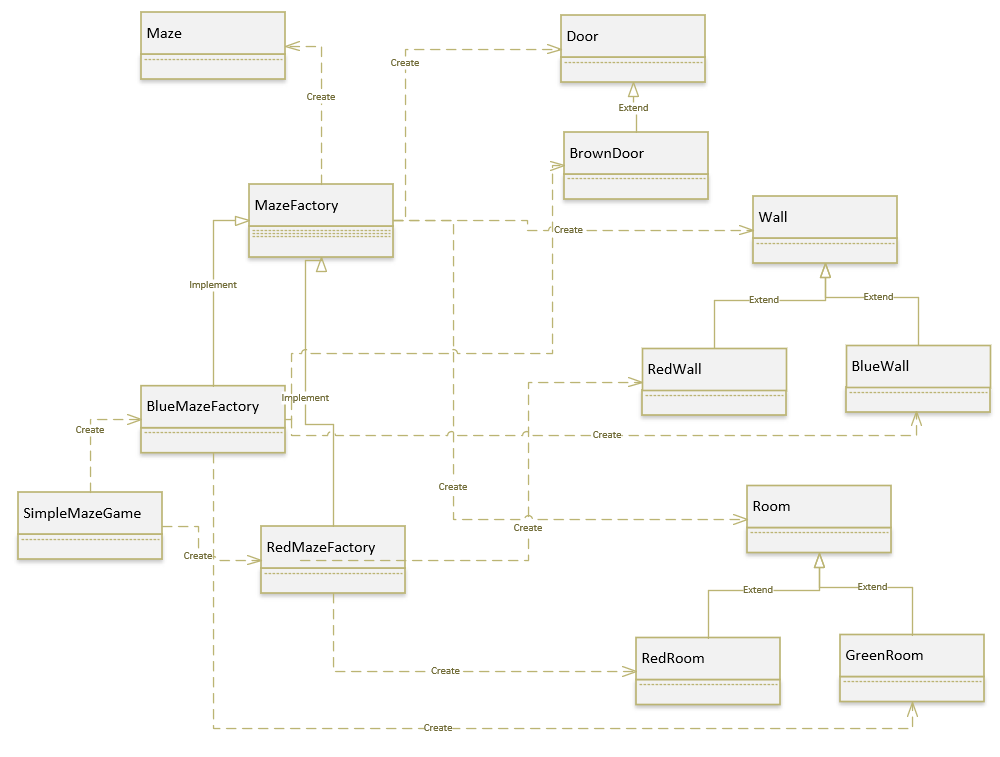 Maze
Door
Create
Create
Extend
BrownDoor
MazeFactory
Wall
Create
Implement
Extend
Extend
RedWall
BlueWall
Implement
BlueMazeFactory
Create
Create
Create
Room
SimpleMazeGame
Create
RedMazeFactory
Create
Extend
Extend
RedRoom
GreenRoom
Create
Create